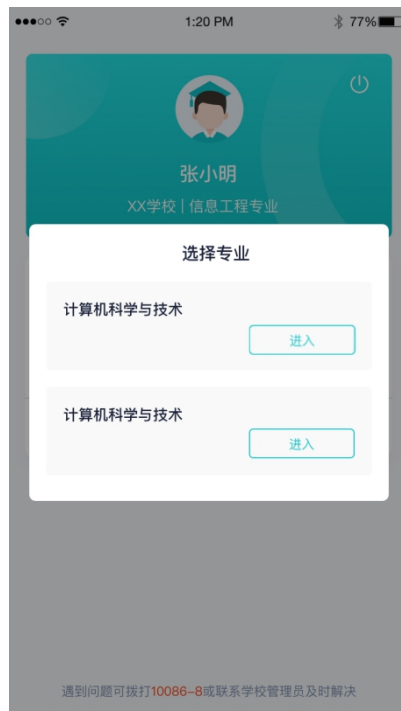 1:20 PM 77%
张小明
XX学校 | 信息工程专业
选择专业
计算机科学与技术
进入
计算机科学与技术
进入
遇到问题可拨打10086-8或联系学校管理员及时解决